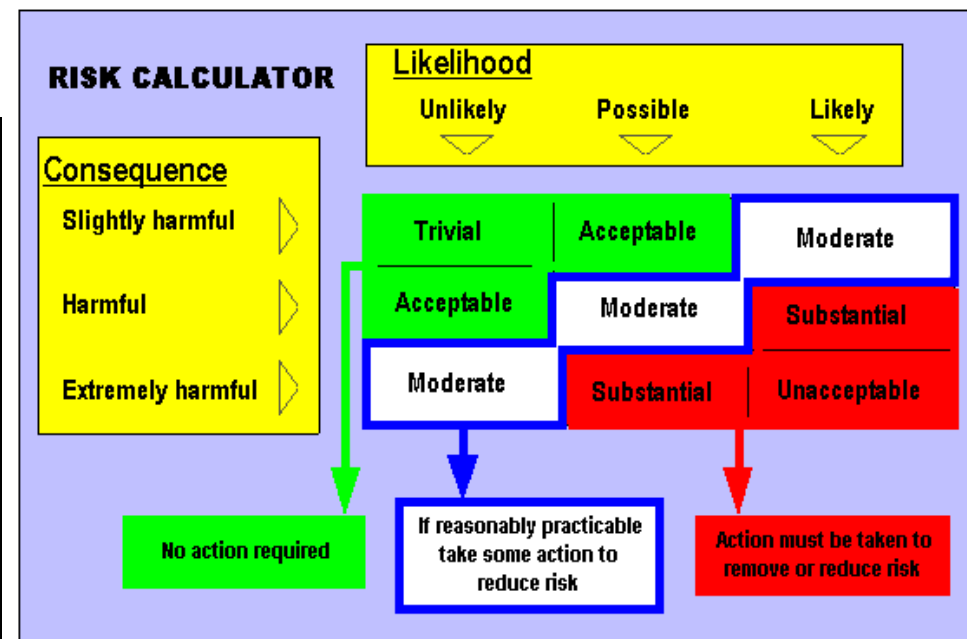 RISK CALCULATOR
Likelihood
Unlikely Possible Likely
Consequence
Slightly harmful
Trivial Acceptable Moderate
Harmful
Acceptable Moderate Substantial
Extremely harmful
Moderate Substantial Unacceptable
No action required
If reasonably practicable
take some action to
reduce risk
Action must be taken to
remove or reduce risk